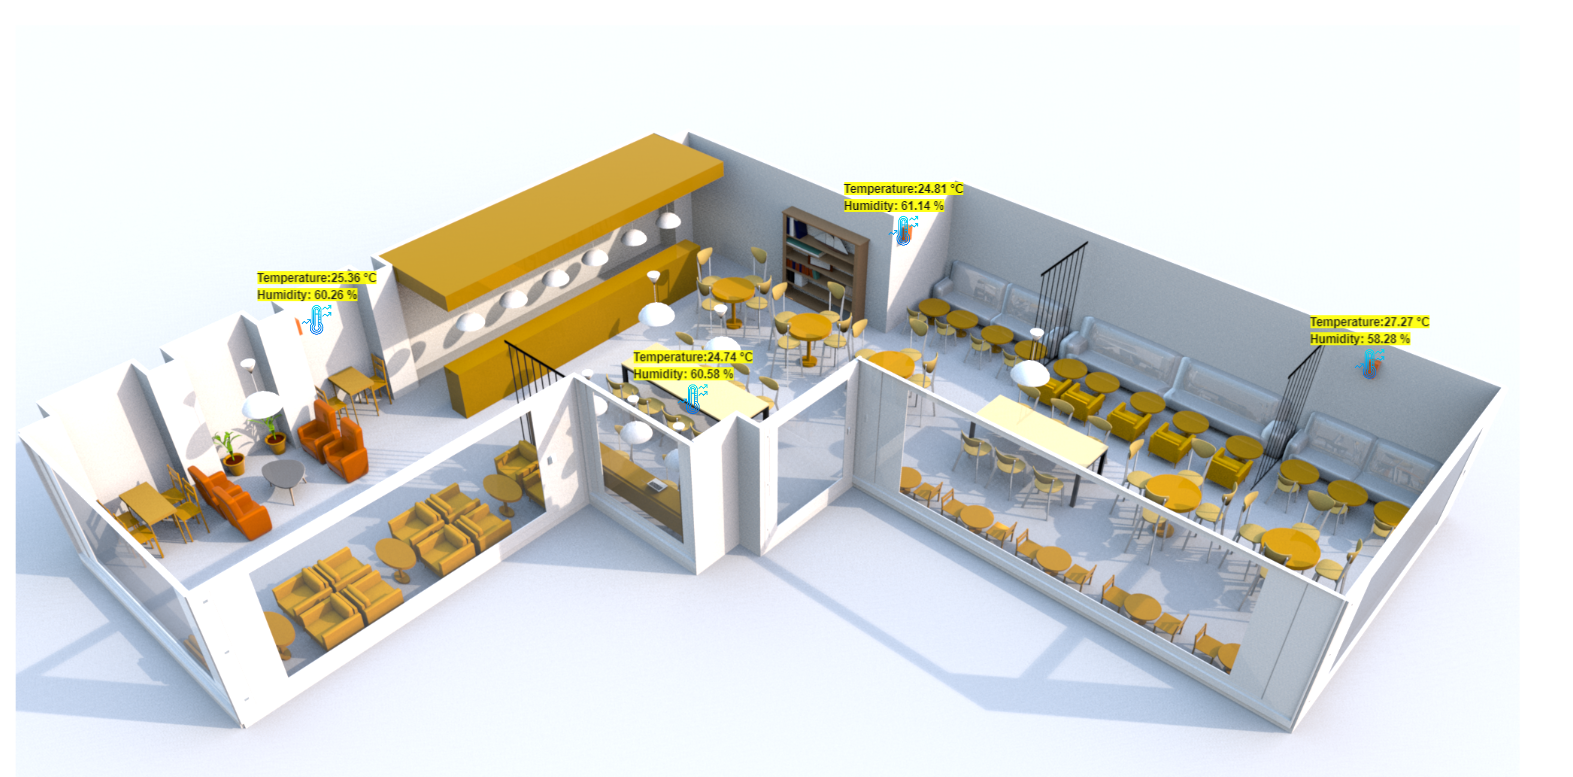 Temperature:24.81 °C
Humidity: 61.14 %
Temperature:25.36 °C
Humidity: 60.26 %
Temperature:27.27 °C
Humidity: 58.28 %
Temperature:24.74 °C
Humidity: 60.58 %